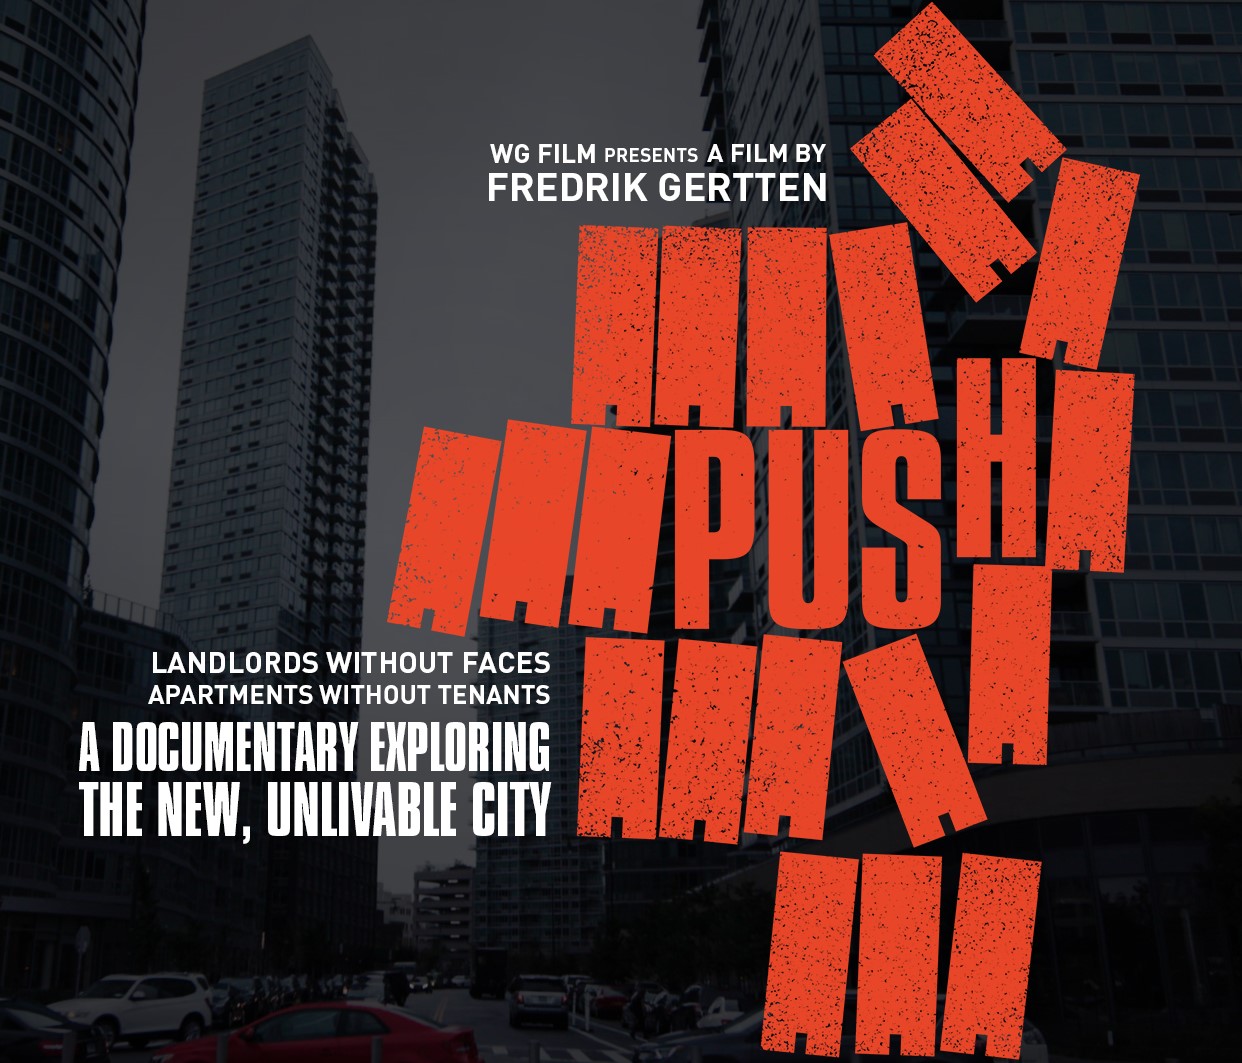 WG FILM PRESENTS A FILM BY
FREDRIK GERTTEN
PUSH
LANDLORDS WITHOUT FACES
APARTMENTS WITHOUT TENANTS
A DOCUMENTARY EXPLORING
THE NEW, UNLIVABLE CITY